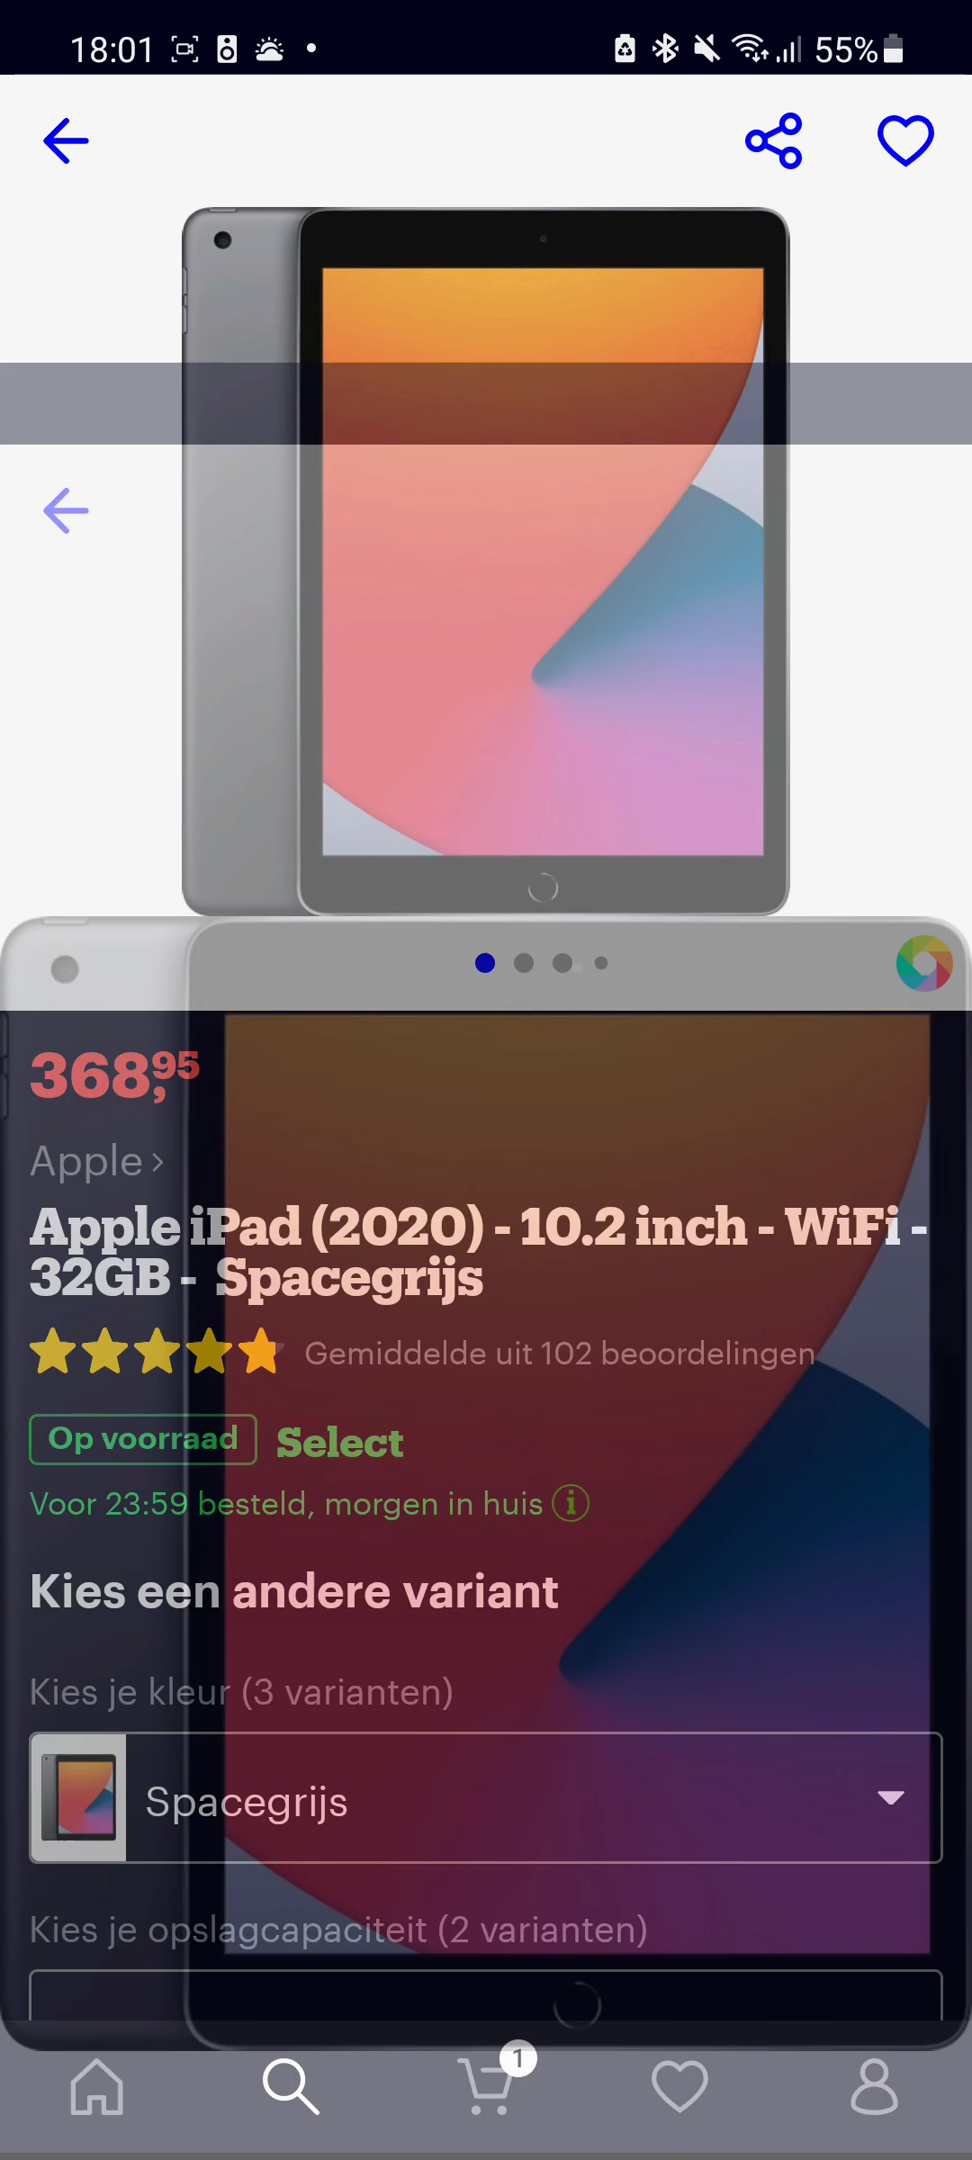 18:01
55%
368,95
Apple
Apple iPad (2020) - 10.2 inch - WiFi -
32GB - Spacegrijs
Gemiddelde uit 102 beoordelingen
Op voorraad Select
Voor 23:59 besteld, morgen in huis
Kies een andere variant
Kies je kleur (3 varianten)
Spacegrijs
Kies je opslagcapaciteit (2 varianten)
1